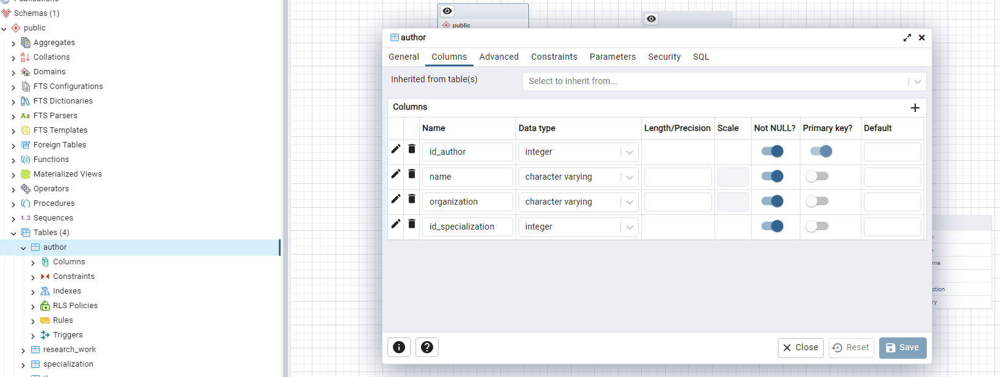 Schemas (1)
public
Aggregates
Collations
Domains
FTS Configurations
FTS Dictionaries
Aa FTS Parsers
FTS Templates
Foreign Tables
Functions
Materialized Views
Operators
Procedures
1..3 Sequences
Tables (4)
author
Columns
Constraints
Indexes
RLS Policies
Rules
Triggers
research_work
specialization
public
author
General Columns Advanced Constraints Parameters Security SQL
Inherited from table(s) Select to inherit from...
Columns
Name Data type Length/Precision Scale Not NULL? Primary key? Default
id_author integer
name character varying
organization character varying
id_specialization integer
Close Reset Save
me
ption
ry